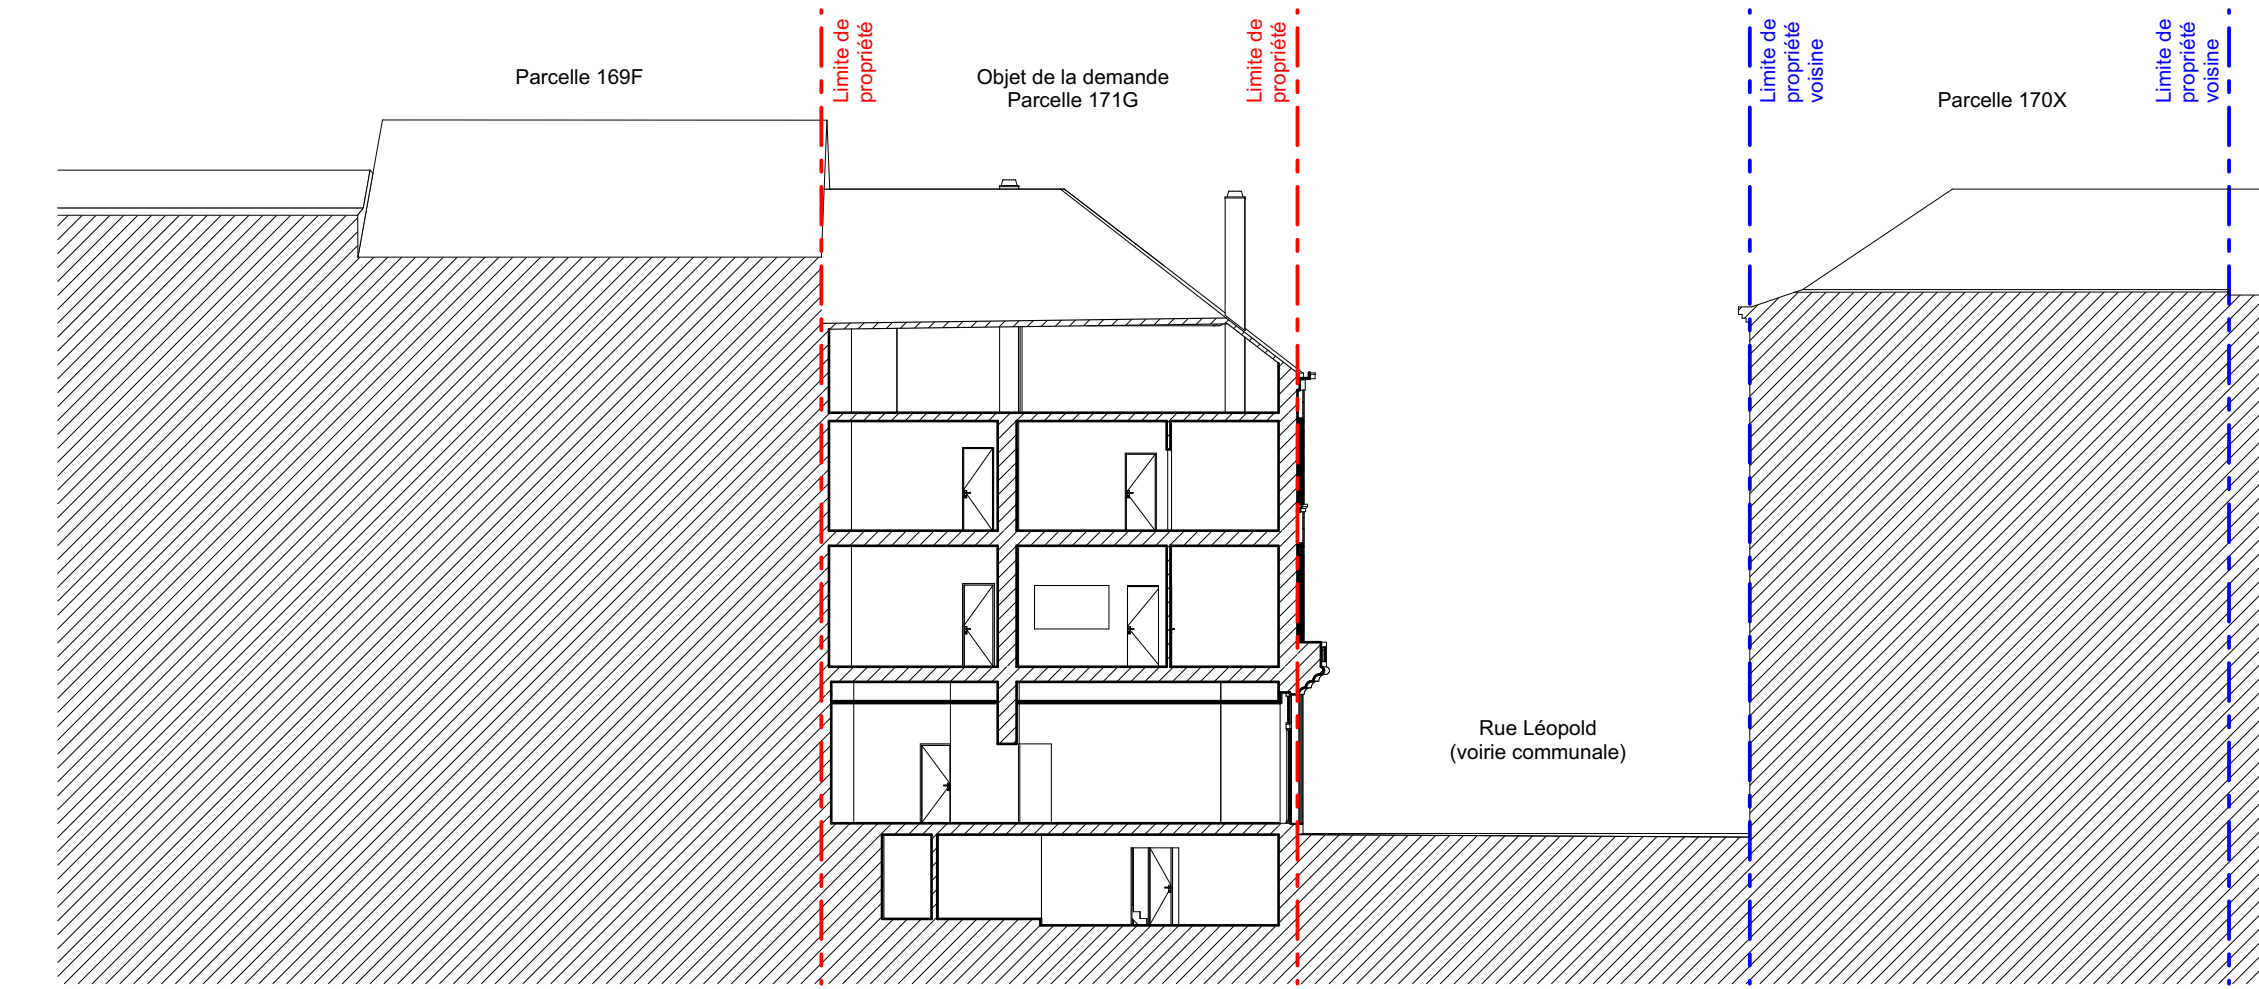 Parcelle 169F
Limite de
propriété
Objet de la demande
Parcelle 171G
Limite de
propriété
Limite de
propriété
voisine
Parcelle 170X
Limite de
propriété
voisine
Rue Léopold
(voirie communale)